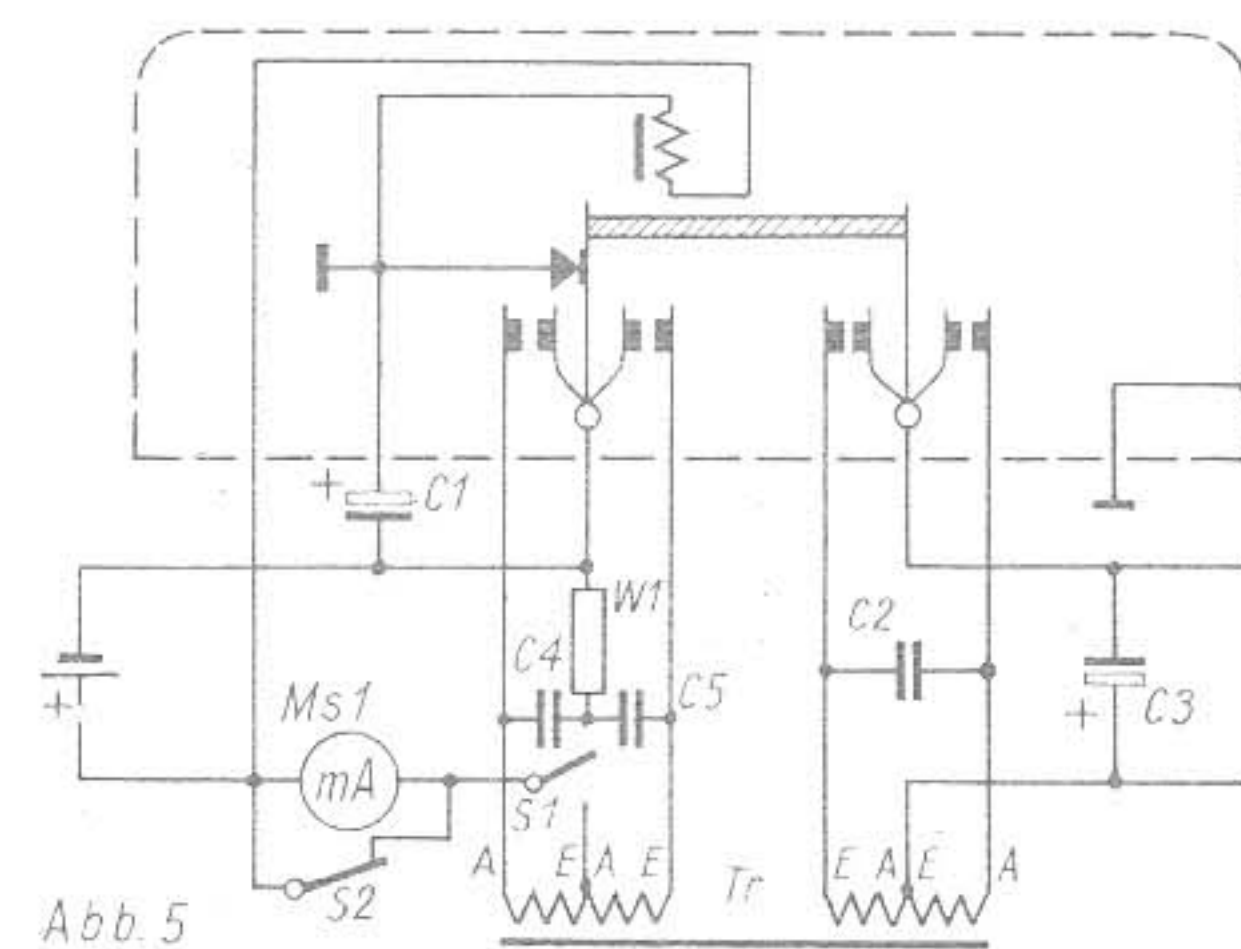 + C1
W1
C2
C4
+
Ms1
C5
+ C3
mA
S1
A E A E Tr E A E A
S2
Abb. 5